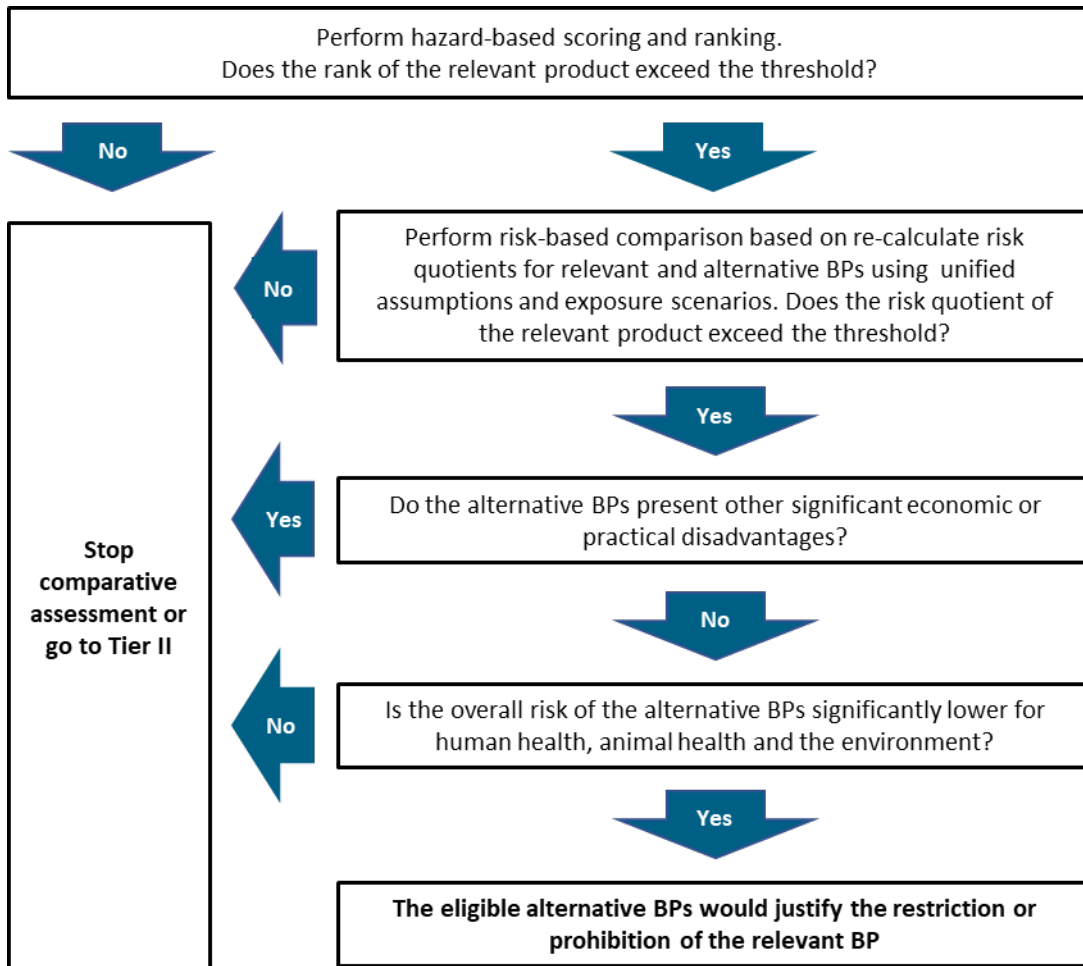 Perform hazard-based scoring and ranking.
Does the rank of the relevant product exceed the threshold?
No
Yes
Perform risk-based comparison based on re-calculate risk
quotients for relevant and alternative BPs using  unified
assumptions and exposure scenarios. Does the risk quotient of
the relevant product exceed the threshold?
No
Yes
Do the alternative BPs present other significant economic or
practical disadvantages?
Yes
Stop
comparative
assessment or
go to Tier II
No
Is the overall risk of the alternative BPs significantly lower for
human health, animal health and the environment?
No
Yes
The eligible alternative BPs would justify the restriction or
prohibition of the relevant BP